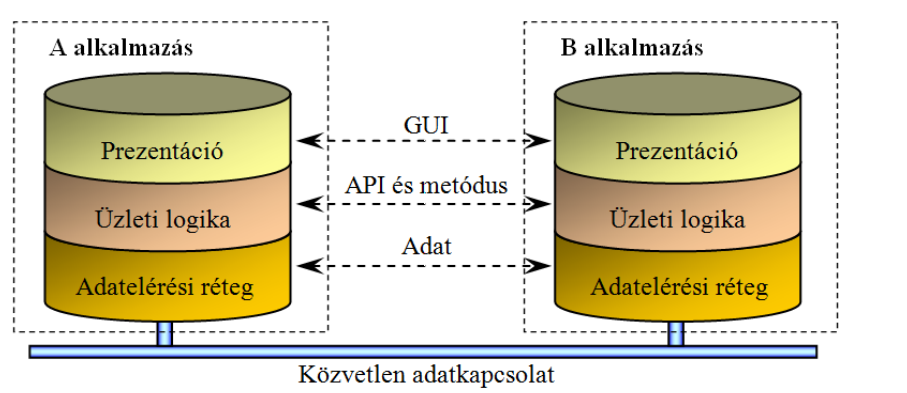 A alkalmazás
B alkalmazás
GUI
Prezentáció
Prezentáció
API és metódus
Üzleti logika
Üzleti logika
Adat
Adatelérési réteg
Adatelérési réteg
Közvetlen adatkapcsolat